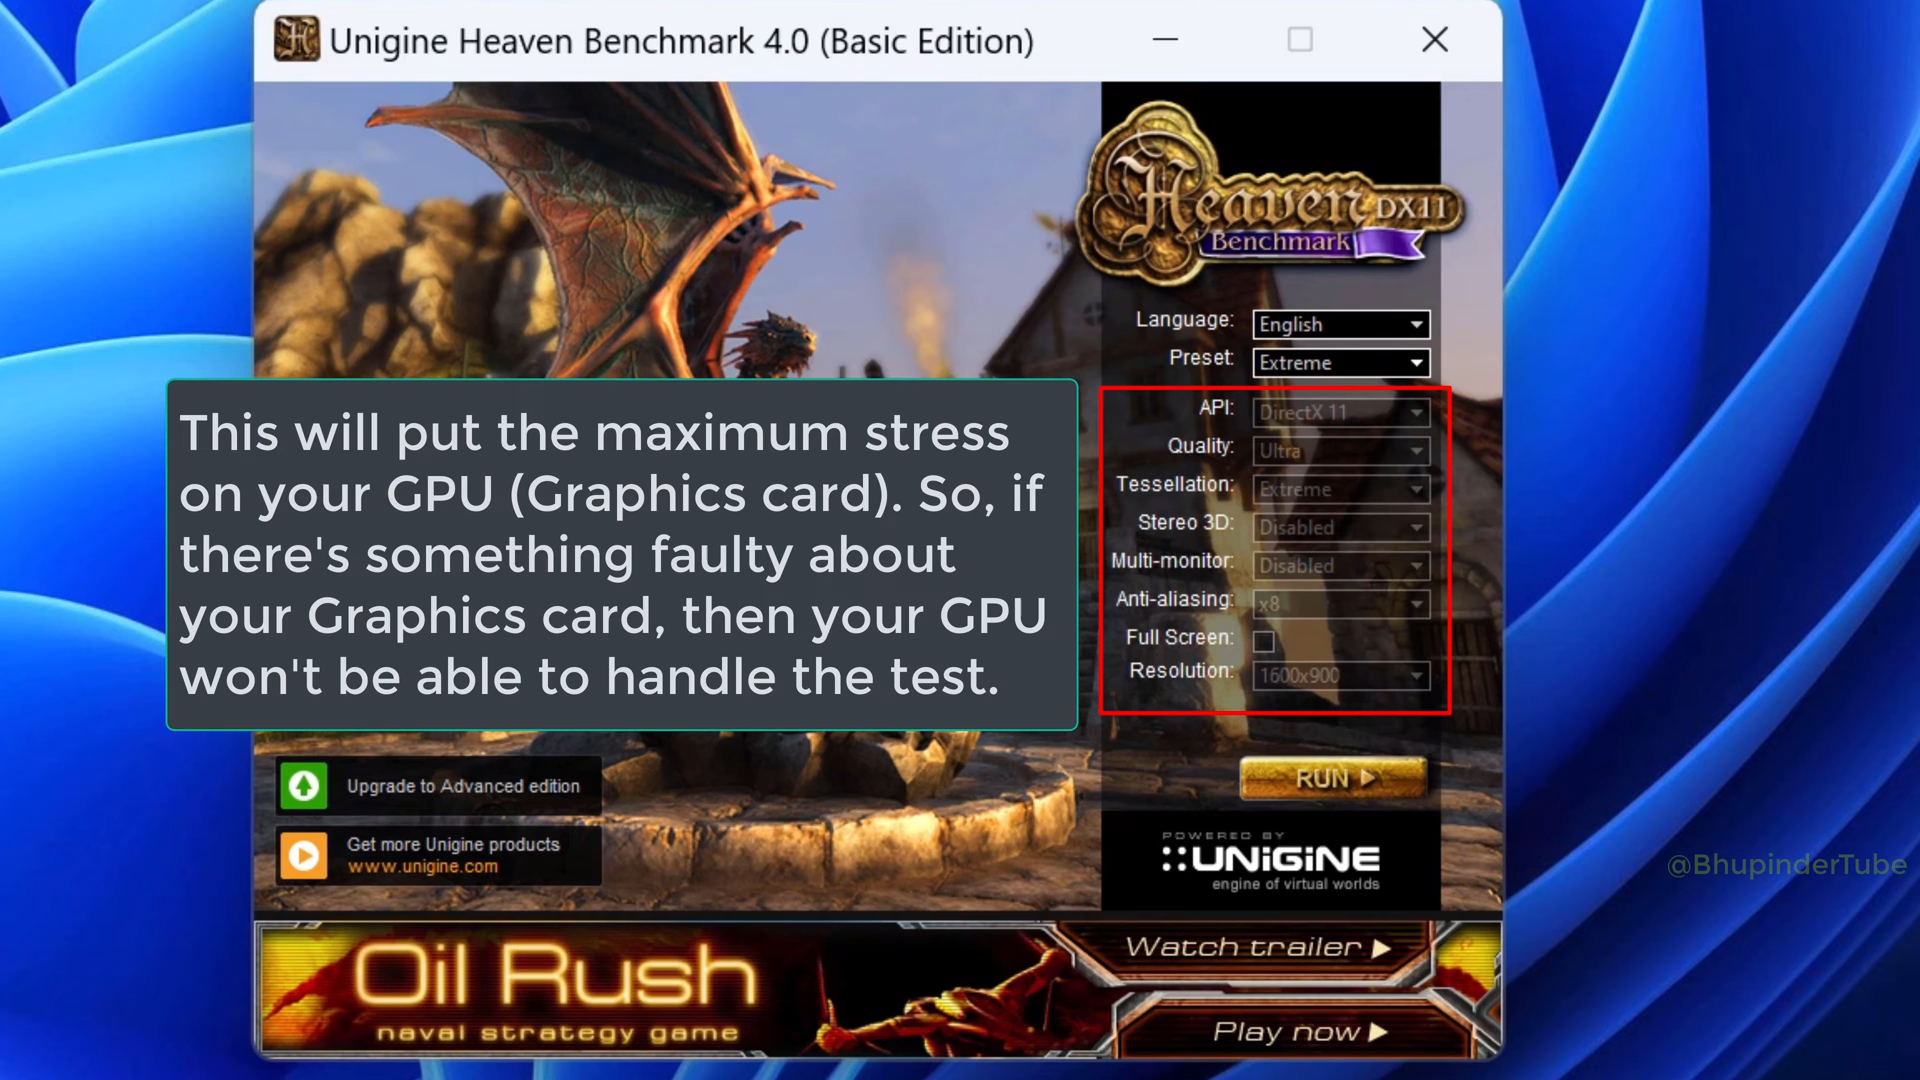 Unigine Heaven Benchmark 4.0 (Basic Edition)
Heaven DX11
Benchmark
Language: English
Preset: Extreme
API: DirectX 11
Quality: Ultra
Tessellation: Extreme
Stereo 3D: Disabled
Multi-monitor: Disabled
Anti-aliasing: x8
Full Screen:
Resolution: 1600x900
This will put the maximum stress
on your GPU (Graphics card). So, if
there's something faulty about
your Graphics card, then your GPU
won't be able to handle the test.
RUN
Upgrade to Advanced edition
Get more Unigine products
www.unigine.com
POWERED BY
UNiGiNE
engine of virtual worlds
@BhupinderTube
Oil Rush
naval strategy game
Watch trailer
Play now